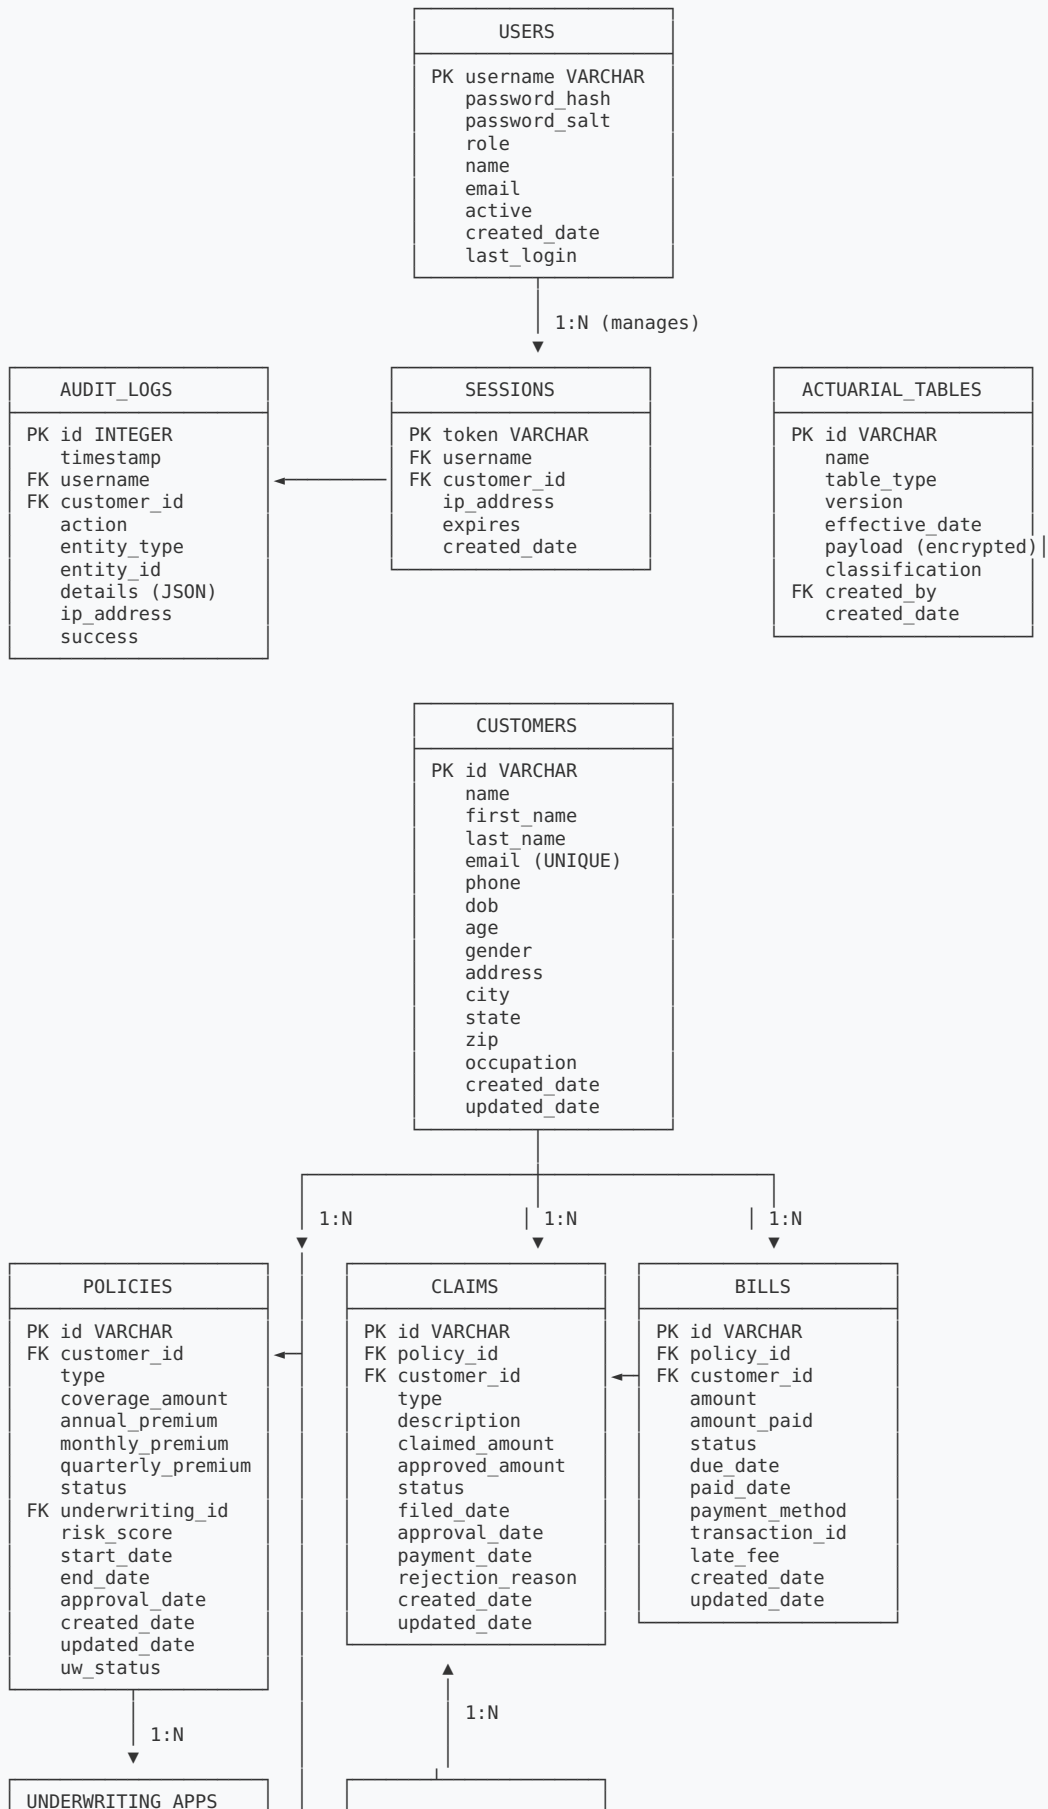 USERS
PK username VARCHAR
password_hash
password_salt
role
name
email
active
created_date
last_login
1:N (manages)
AUDIT_LOGS
PK id INTEGER
timestamp
FK username
FK customer_id
action
entity_type
entity_id
details (JSON)
ip_address
success
SESSIONS
PK token VARCHAR
FK username
FK customer_id
ip_address
expires
created_date
ACTUARIAL_TABLES
PK id VARCHAR
name
table_type
version
effective_date
payload (encrypted)
classification
FK created_by
created_date
CUSTOMERS
PK id VARCHAR
name
first_name
last_name
email (UNIQUE)
phone
dob
age
gender
address
city
state
zip
occupation
created_date
updated_date
1:N
1:N
1:N
POLICIES
PK id VARCHAR
FK customer_id
type
coverage_amount
annual_premium
monthly_premium
quarterly_premium
status
FK underwriting_id
risk_score
start_date
end_date
approval_date
created_date
updated_date
uw_status
CLAIMS
PK id VARCHAR
FK policy_id
FK customer_id
type
description
claimed_amount
approved_amount
status
filed_date
approval_date
payment_date
rejection_reason
created_date
updated_date
BILLS
PK id VARCHAR
FK policy_id
FK customer_id
amount
amount_paid
status
due_date
paid_date
payment_method
transaction_id
late_fee
created_date
updated_date
1:N
1:N
UNDERWRITING_APPS